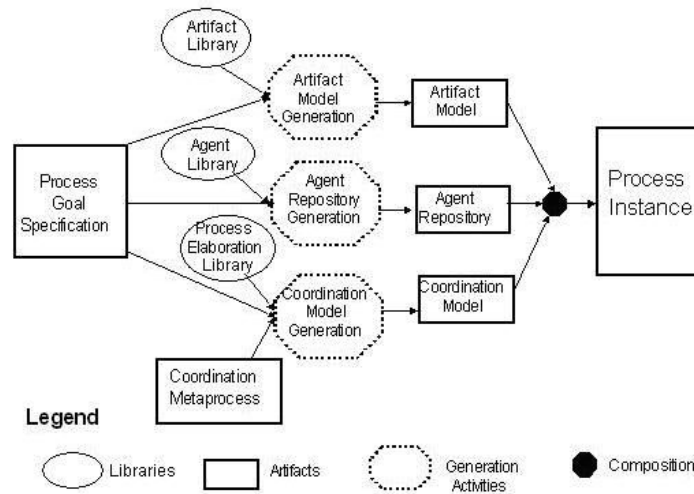 Artifact
Library
Artifact
Model
Generation
Artifact
Model
Process
Goal
Specification
Agent
Library
Agent
Repository
Generation
Agent
Repository
Process
Instance
Process
Elaboration
Library
Coordination
Model
Generation
Coordination
Model
Coordination
Metaprocess
Legend
Libraries
Artifacts
Generation
Activities
Composition